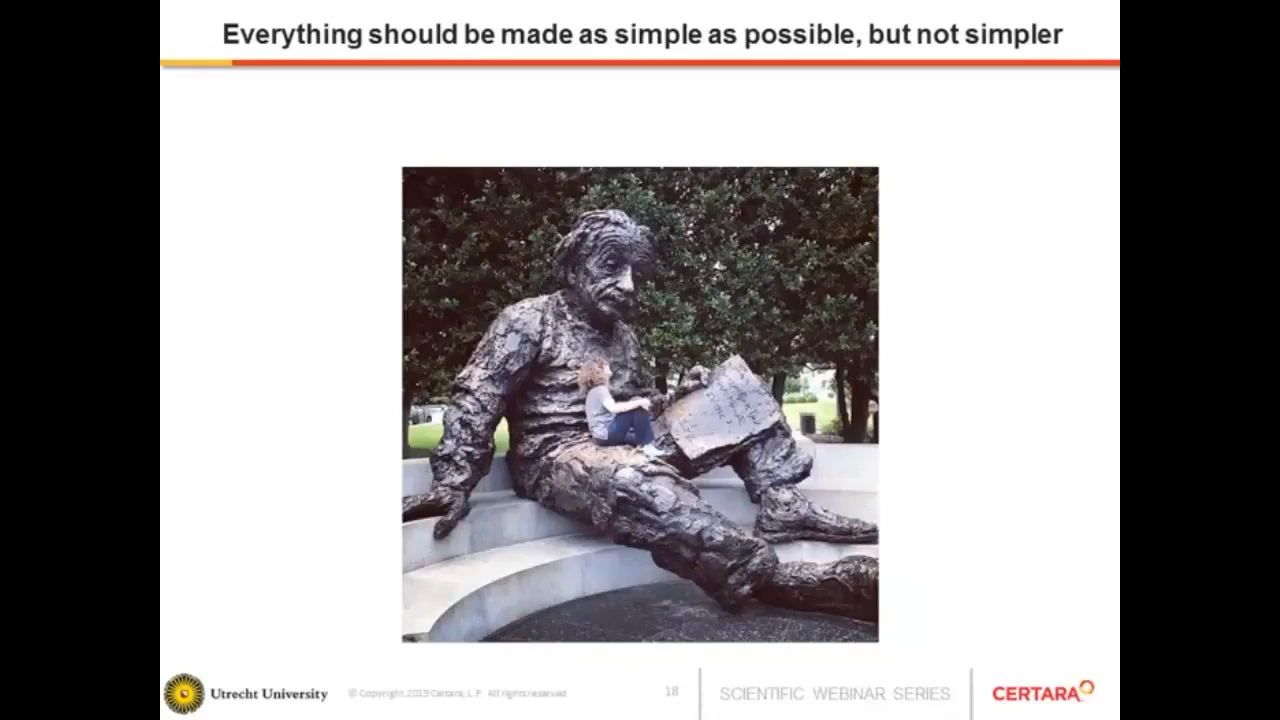 Everything should be made as simple as possible, but not simpler
Utrecht University
© Copyright 2019 Certara, L.P. All rights reserved
18
SCIENTIFIC WEBINAR SERIES
CERTARA